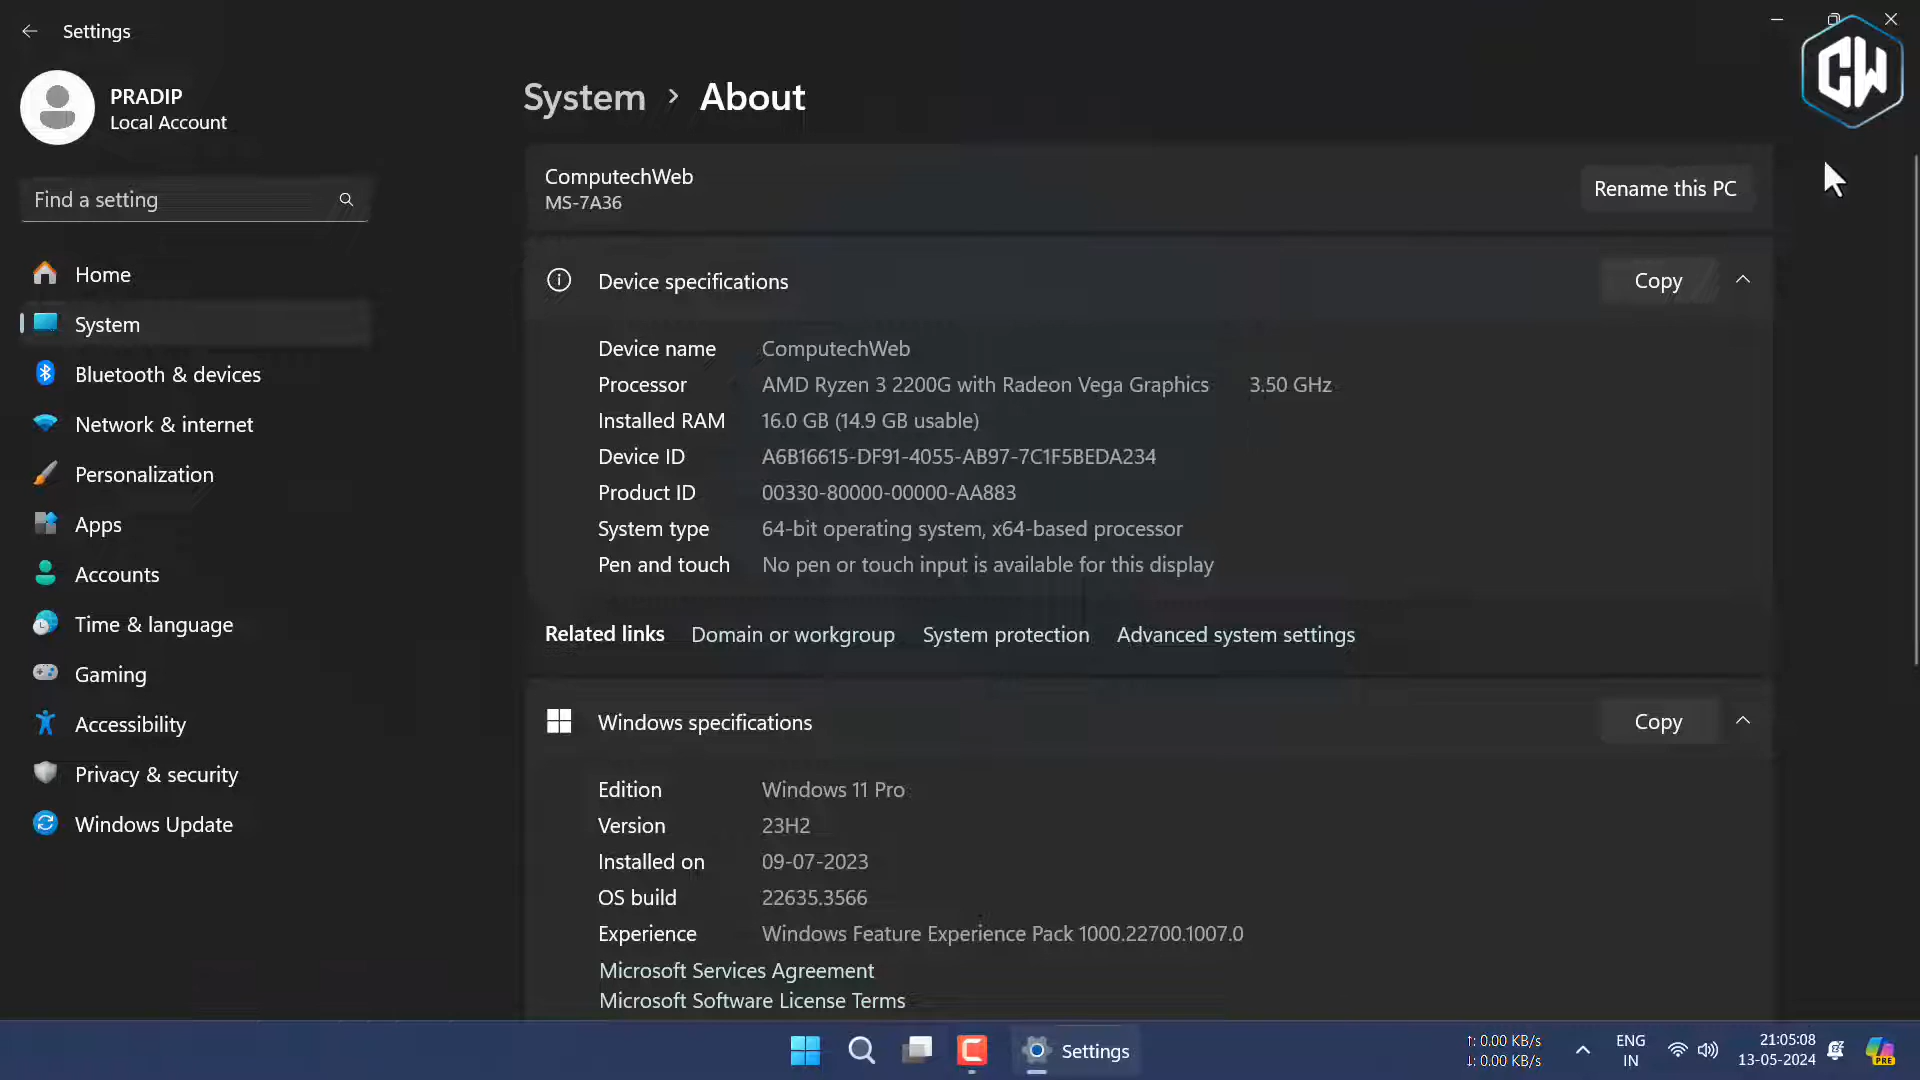 Settings
PRADIP
Local Account
Find a setting
Home
System
Bluetooth & devices
Network & internet
Personalization
Apps
Accounts
Time & language
Gaming
Accessibility
Privacy & security
Windows Update
System > About
CW
ComputechWeb
MS-7A36
Rename this PC
Device specifications
Copy
Device name ComputechWeb
Processor AMD Ryzen 3 2200G with Radeon Vega Graphics 3.50 GHz
Installed RAM 16.0 GB (14.9 GB usable)
Device ID A6B16615-DF91-4055-AB97-7C1F5BEDA234
Product ID 00330-80000-00000-AA883
System type 64-bit operating system, x64-based processor
Pen and touch No pen or touch input is available for this display
Related links Domain or workgroup System protection Advanced system settings
Windows specifications
Copy
Edition Windows 11 Pro
Version 23H2
Installed on 09-07-2023
OS build 22635.3566
Experience Windows Feature Experience Pack 1000.22700.1007.0
Microsoft Services Agreement
Microsoft Software License Terms
Settings
↑: 0.00 KB/s
↓: 0.00 KB/s
ENG
IN
21:05:08
13-05-2024
PRE